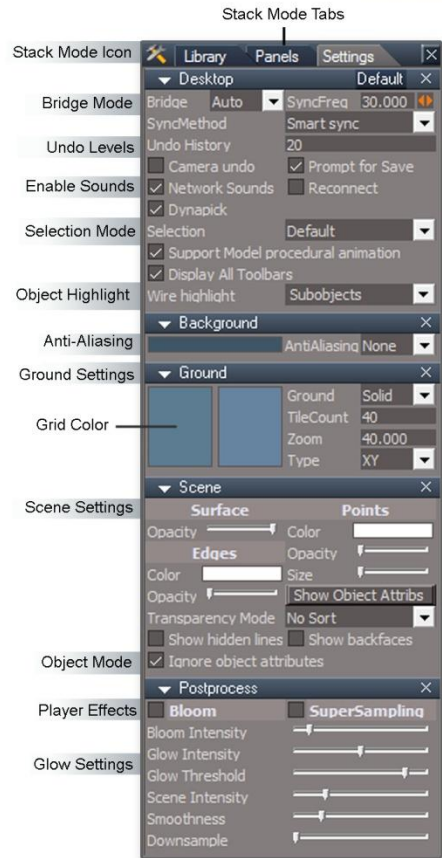 Stack Mode Tabs
Stack Mode Icon
Library Panels Settings
Desktop Default
Bridge Mode
Bridge Auto SyncFreq 30.000
SyncMethod Smart sync
Undo Levels
Undo History 20
Camera undo Prompt for Save
Enable Sounds
Network Sounds Reconnect
Dynapick
Selection Mode
Selection Default
Support Model procedural animation
Display All Toolbars
Object Highlight
Wire highlight Subobjects
Background
Anti-Aliasing
AntiAliasing None
Ground Settings
Ground
Ground Solid
TileCount 40
Grid Color
Zoom 40.000
Type XY
Scene
Scene Settings
Surface Points
Opacity Color
Edges Opacity
Color Size
Opacity Show Object Attribs
Transparency Mode No Sort
Show hidden lines Show backfaces
Object Mode
Ignore object attributes
Postprocess
Player Effects
Bloom SuperSampling
Bloom Intensity
Glow Settings
Glow Intensity
Glow Threshold
Scene Intensity
Smoothness
Downsample